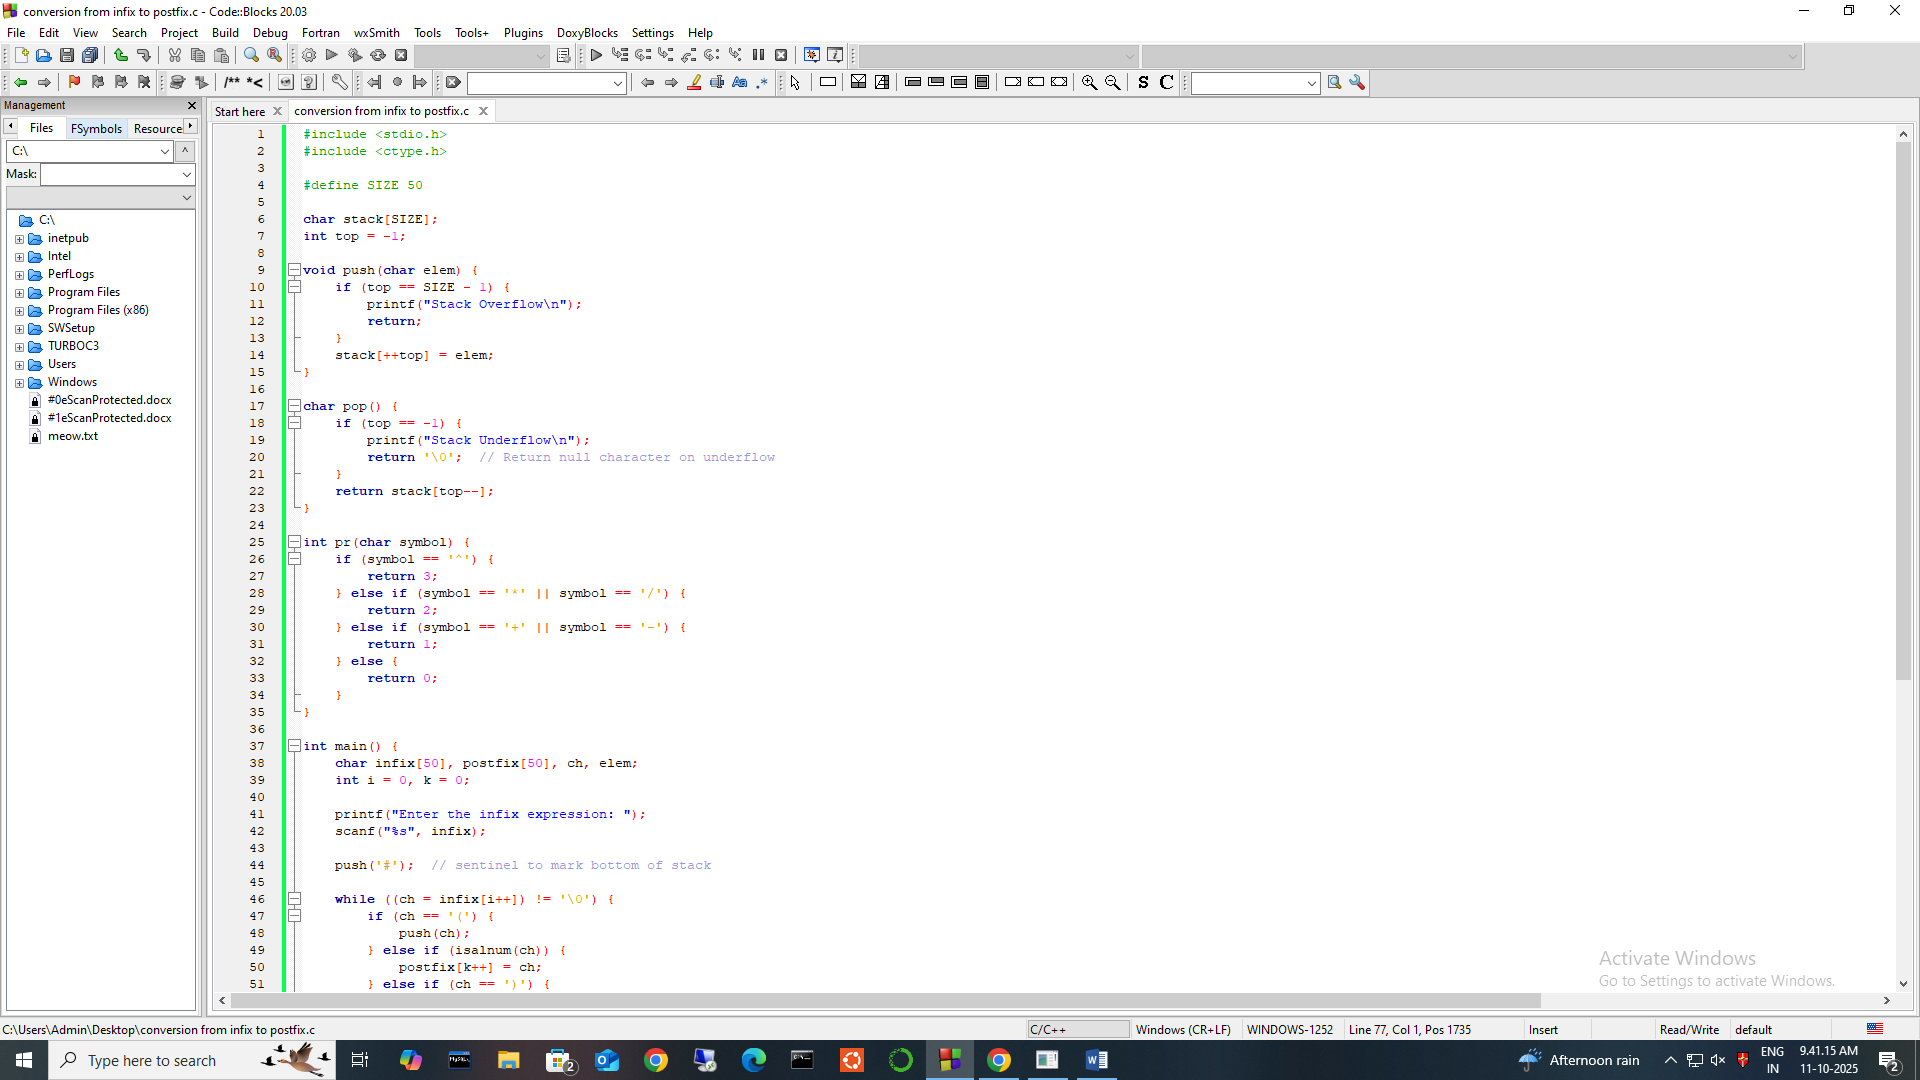 conversion from infix to postfix.c - Code::Blocks 20.03
File Edit View Search Project Build Debug Fortran wxSmith Tools Tools+ Plugins DoxyBlocks Settings Help
/** *<
Aa .* S C
Management
Start here conversion from infix to postfix.c
Files FSymbols Resource
C:\
Mask:
C:\
inetpub
Intel
PerfLogs
Program Files
Program Files (x86)
SWSetup
TURBOC3
Users
Windows
#0eScanProtected.docx
#1eScanProtected.docx
meow.txt
1 #include <stdio.h>
2 #include <ctype.h>
3
4 #define SIZE 50
5
6 char stack[SIZE];
7 int top = -1;
8
9 void push(char elem) {
10 if (top == SIZE - 1) {
11 printf("Stack Overflow\n");
12 return;
13 }
14 stack[++top] = elem;
15 }
16
17 char pop() {
18 if (top == -1) {
19 printf("Stack Underflow\n");
20 return '\0'; // Return null character on underflow
21 }
22 return stack[top--];
23 }
24
25 int pr(char symbol) {
26 if (symbol == '^') {
27 return 3;
28 } else if (symbol == '*' || symbol == '/') {
29 return 2;
30 } else if (symbol == '+' || symbol == '-') {
31 return 1;
32 } else {
33 return 0;
34 }
35 }
36
37 int main() {
38 char infix[50], postfix[50], ch, elem;
39 int i = 0, k = 0;
40
41 printf("Enter the infix expression: ");
42 scanf("%s", infix);
43
44 push('#'); // sentinel to mark bottom of stack
45
46 while ((ch = infix[i++]) != '\0') {
47 if (ch == '(') {
48 push(ch);
49 } else if (isalnum(ch)) {
50 postfix[k++] = ch;
51 } else if (ch == ')') {
Activate Windows
Go to Settings to activate Windows.
C:\Users\Admin\Desktop\conversion from infix to postfix.c C/C++ Windows (CR+LF) WINDOWS-1252 Line 77, Col 1, Pos 1735 Insert Read/Write default
Type here to search
2
Afternoon rain
ENG
IN
9.41.15 AM
11-10-2025
2